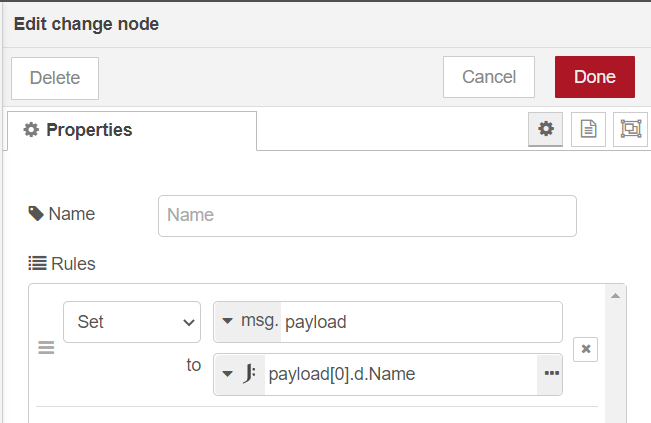 Edit change node
Delete
Cancel
Done
Properties
Name
Name
Rules
Set
msg. payload
to
payload[0].d.Name